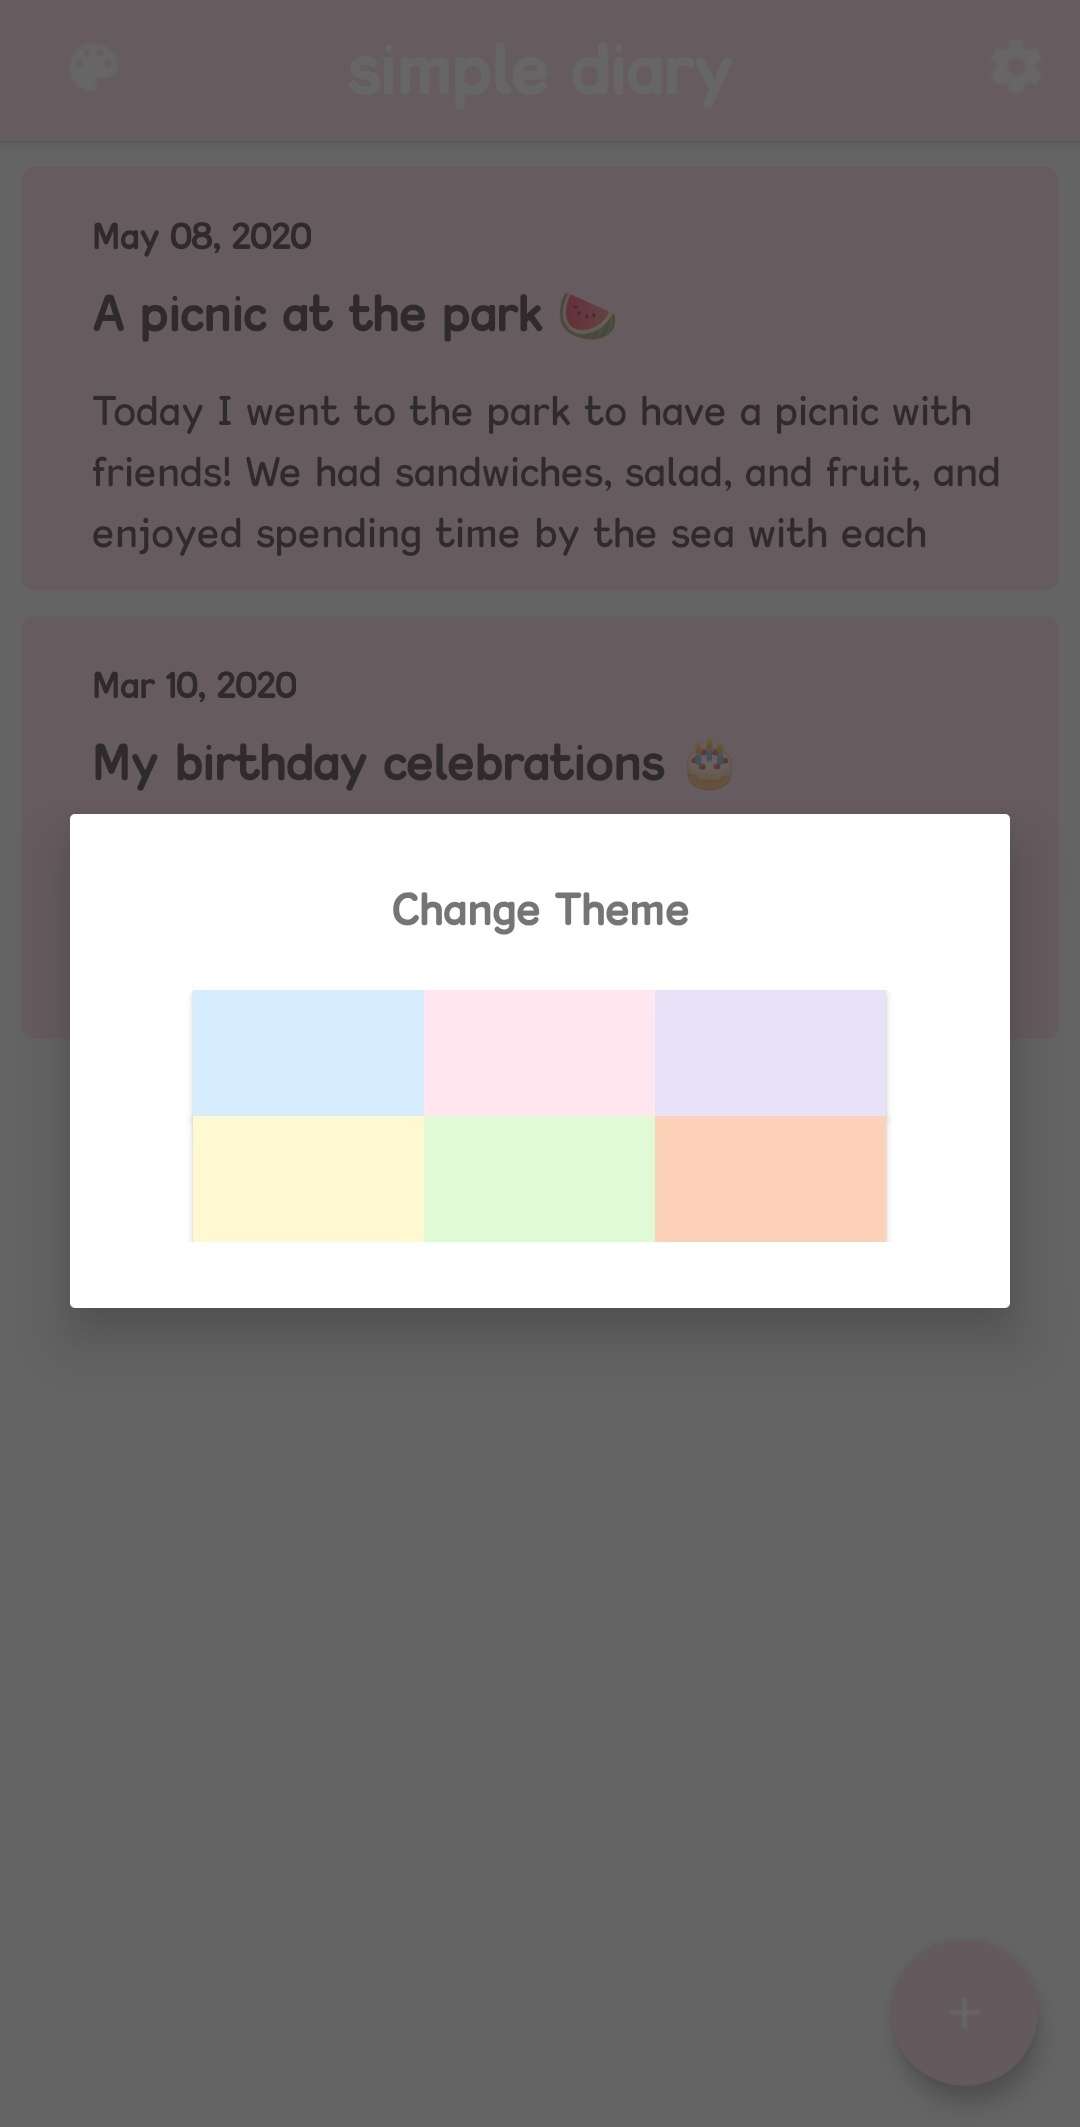 simple diary
May 08, 2020
A picnic at the park 🍉
Today I went to the park to have a picnic with
friends! We had sandwiches, salad, and fruit, and
enjoyed spending time by the sea with each
Mar 10, 2020
My birthday celebrations 🎂
Change Theme